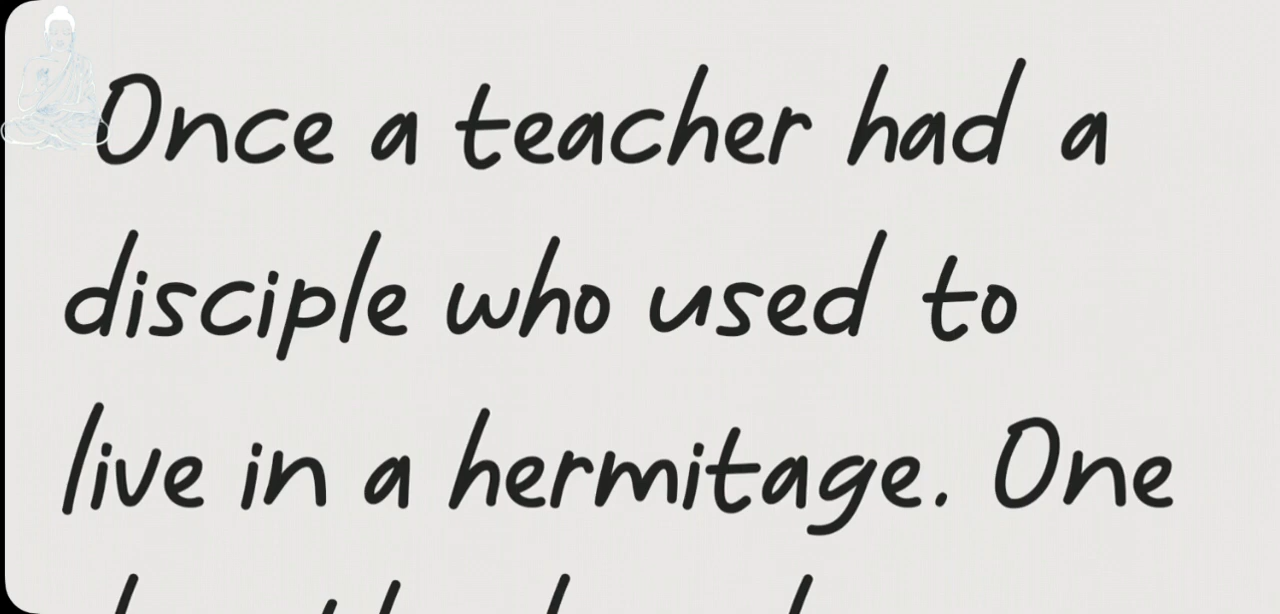 Once a teacher had a
disciple who used to
live in a hermitage. One